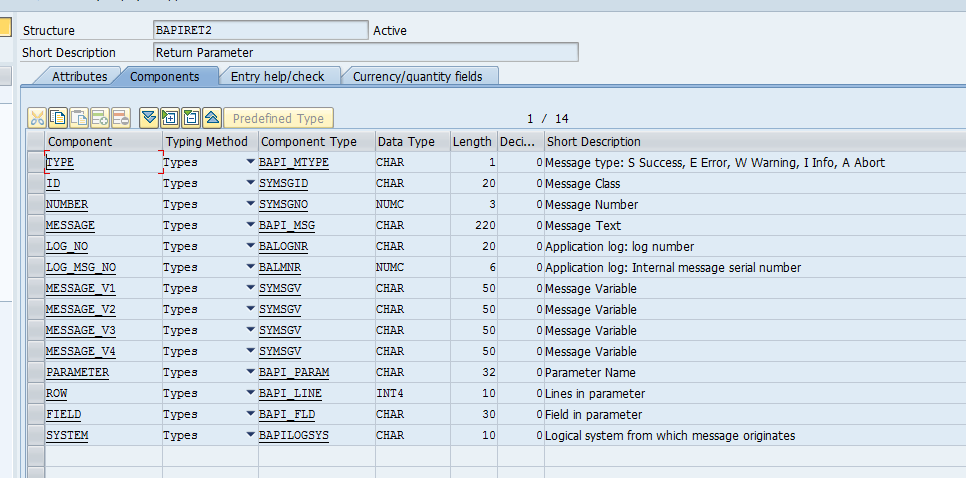 Structure BAPIRET2 Active
Short Description Return Parameter
Attributes Components Entry help/check Currency/quantity fields
Predefined Type 1 / 14
Component Typing Method Component Type Data Type Length Deci... Short Description
TYPE Types BAPI_MTYPE CHAR 1 0 Message type: S Success, E Error, W Warning, I Info, A Abort
ID Types SYMSGID CHAR 20 0 Message Class
NUMBER Types SYMSGNO NUMC 3 0 Message Number
MESSAGE Types BAPI_MSG CHAR 220 0 Message Text
LOG_NO Types BALOGNR CHAR 20 0 Application log: log number
LOG_MSG_NO Types BALMNR NUMC 6 0 Application log: Internal message serial number
MESSAGE_V1 Types SYMSGV CHAR 50 0 Message Variable
MESSAGE_V2 Types SYMSGV CHAR 50 0 Message Variable
MESSAGE_V3 Types SYMSGV CHAR 50 0 Message Variable
MESSAGE_V4 Types SYMSGV CHAR 50 0 Message Variable
PARAMETER Types BAPI_PARAM CHAR 32 0 Parameter Name
ROW Types BAPI_LINE INT4 10 0 Lines in parameter
FIELD Types BAPI_FLD CHAR 30 0 Field in parameter
SYSTEM Types BAPILOGSYS CHAR 10 0 Logical system from which message originates